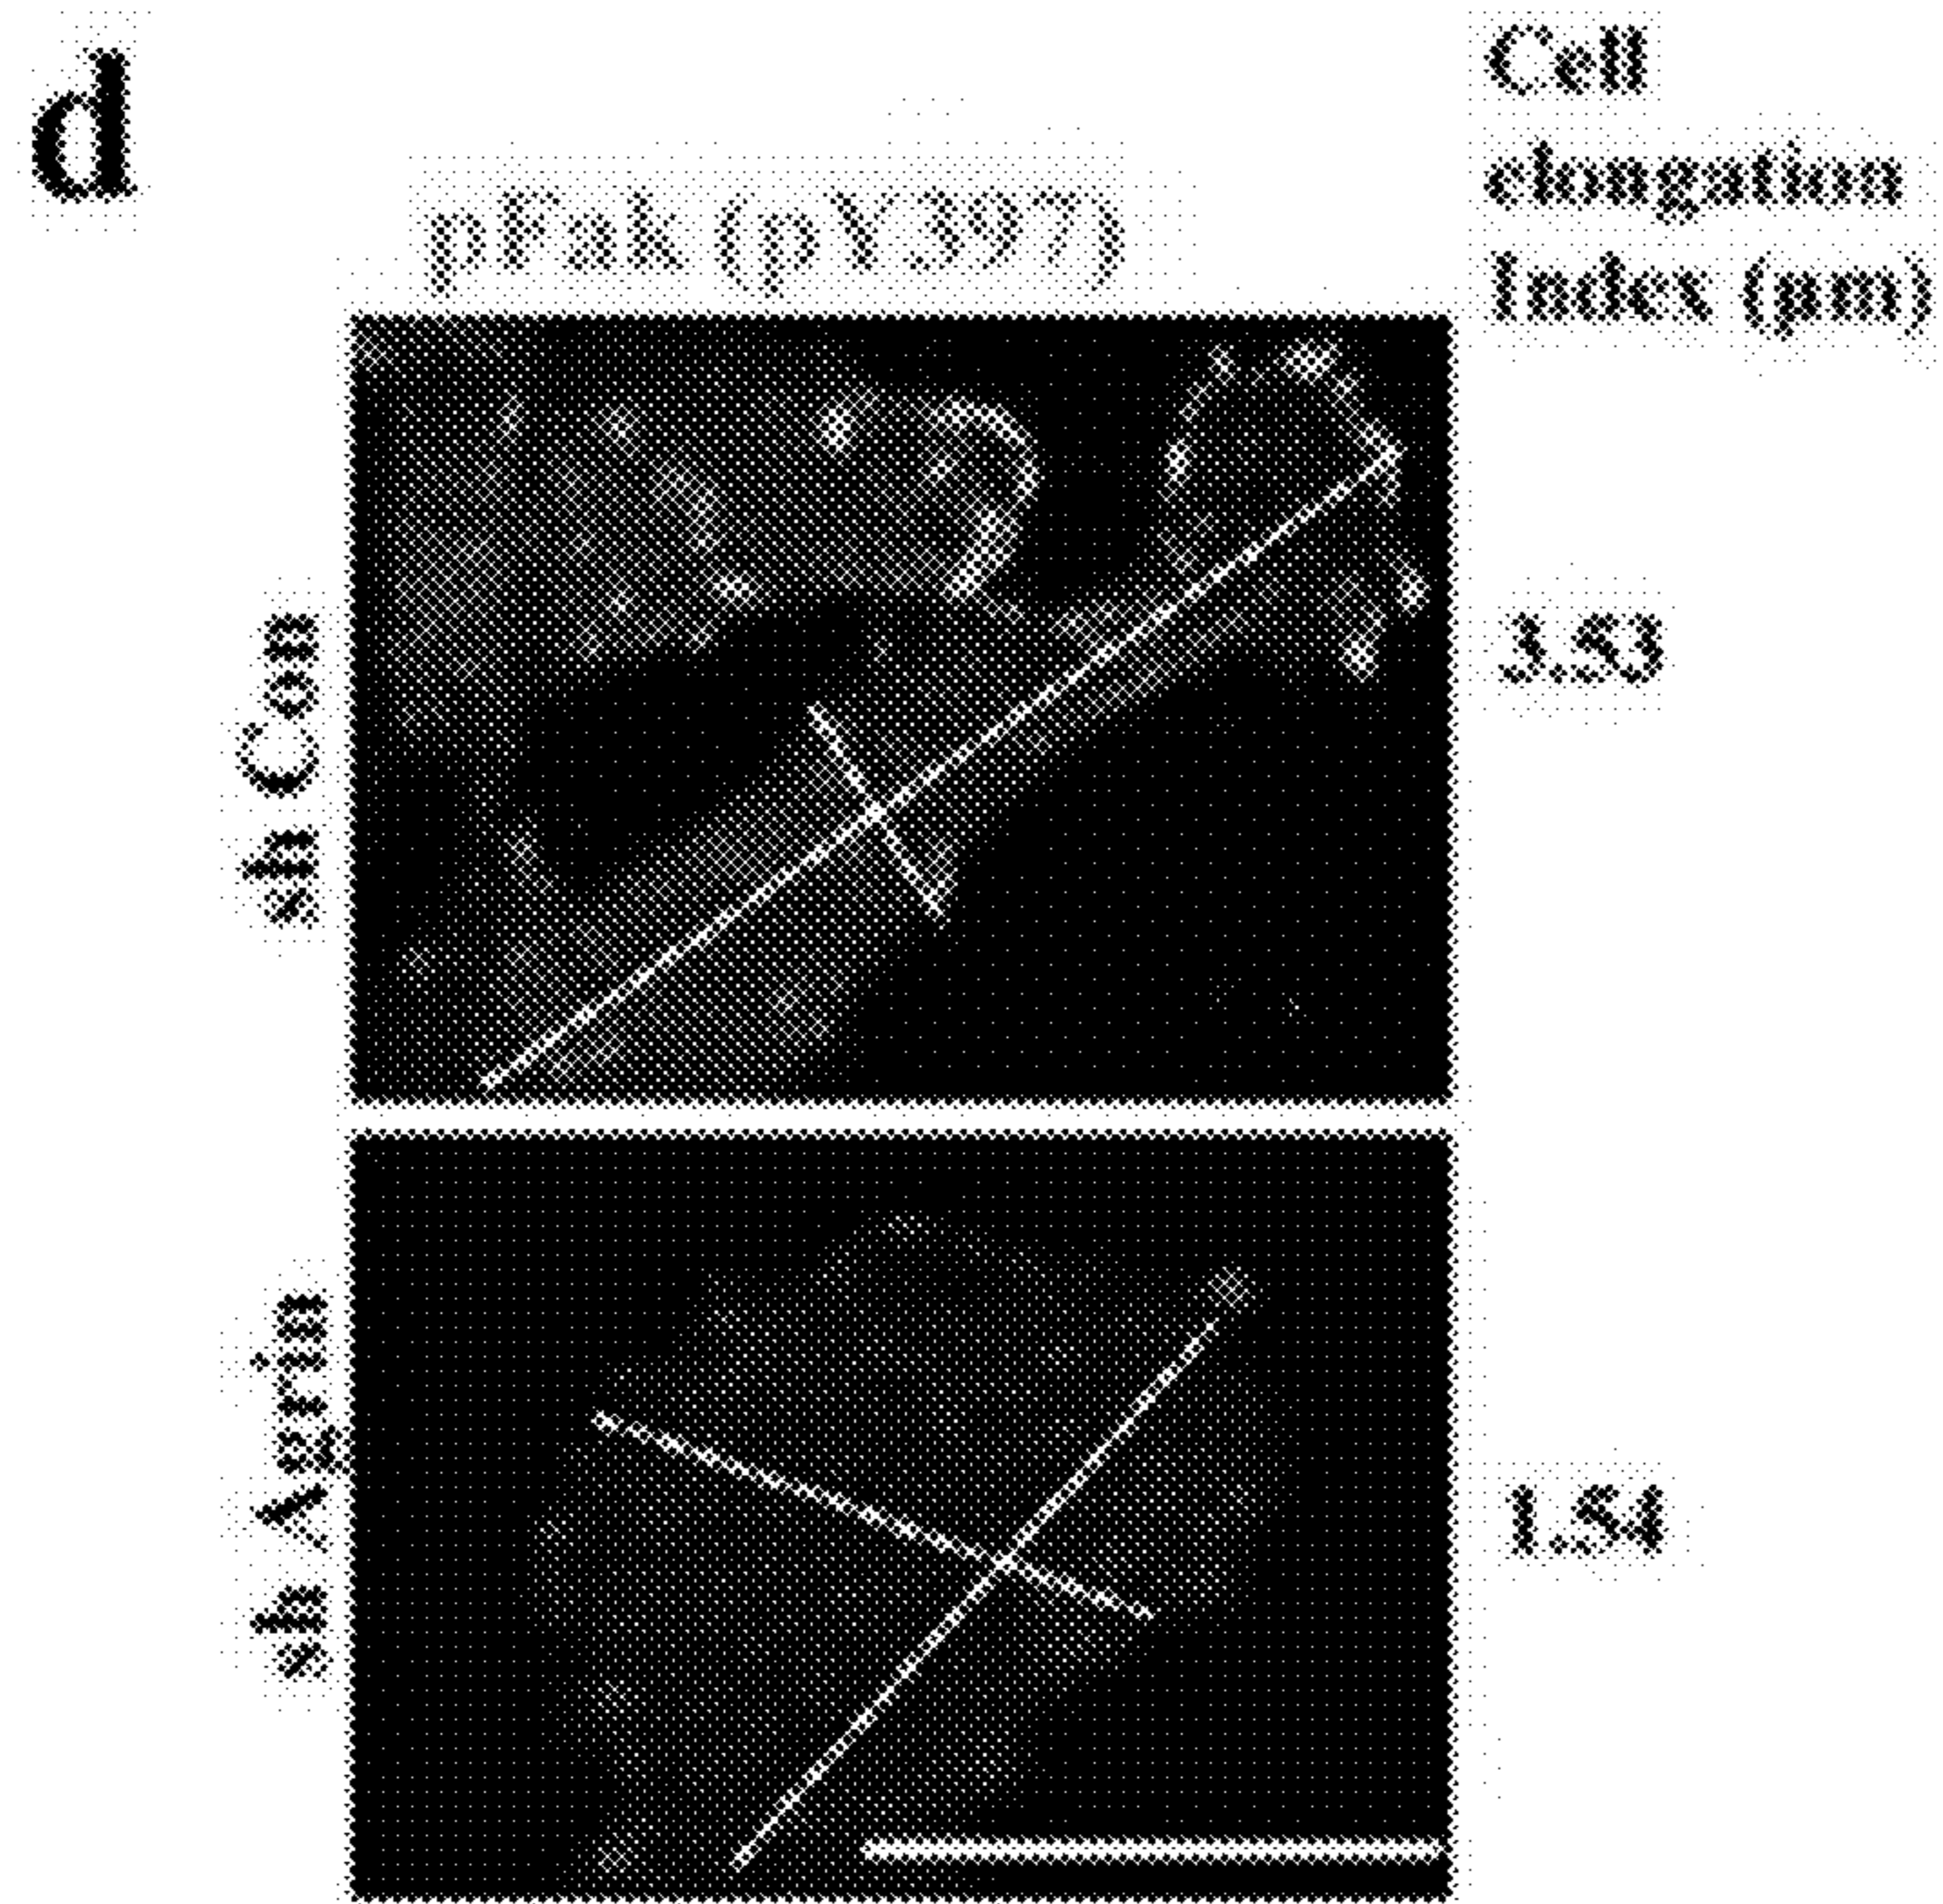 d
Cell
elongation
Index (µm)
pFak (pY397)
sh Con
3.53
sh Agrin
1.54